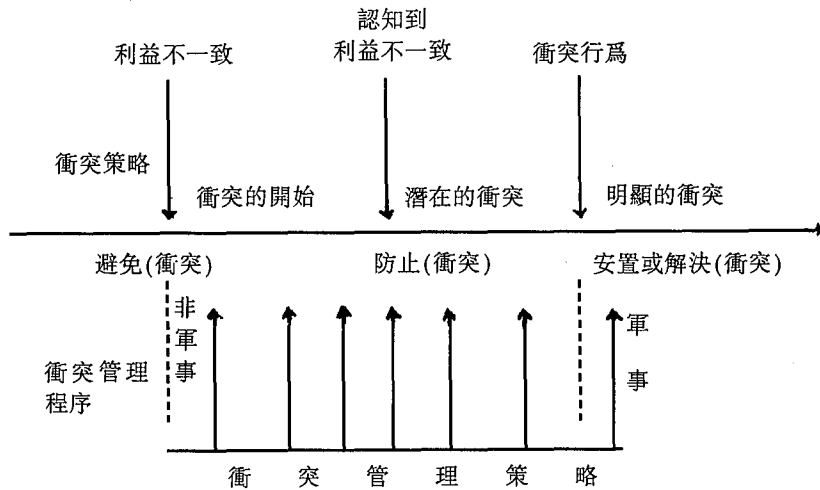 認知到
利益不一致 利益不一致 衝突行爲
衝突策略
衝突的開始 潛在的衝突 明顯的衝突
避免(衝突) 防止(衝突) 安置或解決(衝突)
非軍事 軍事
衝突管理
程序
衝突管理策略